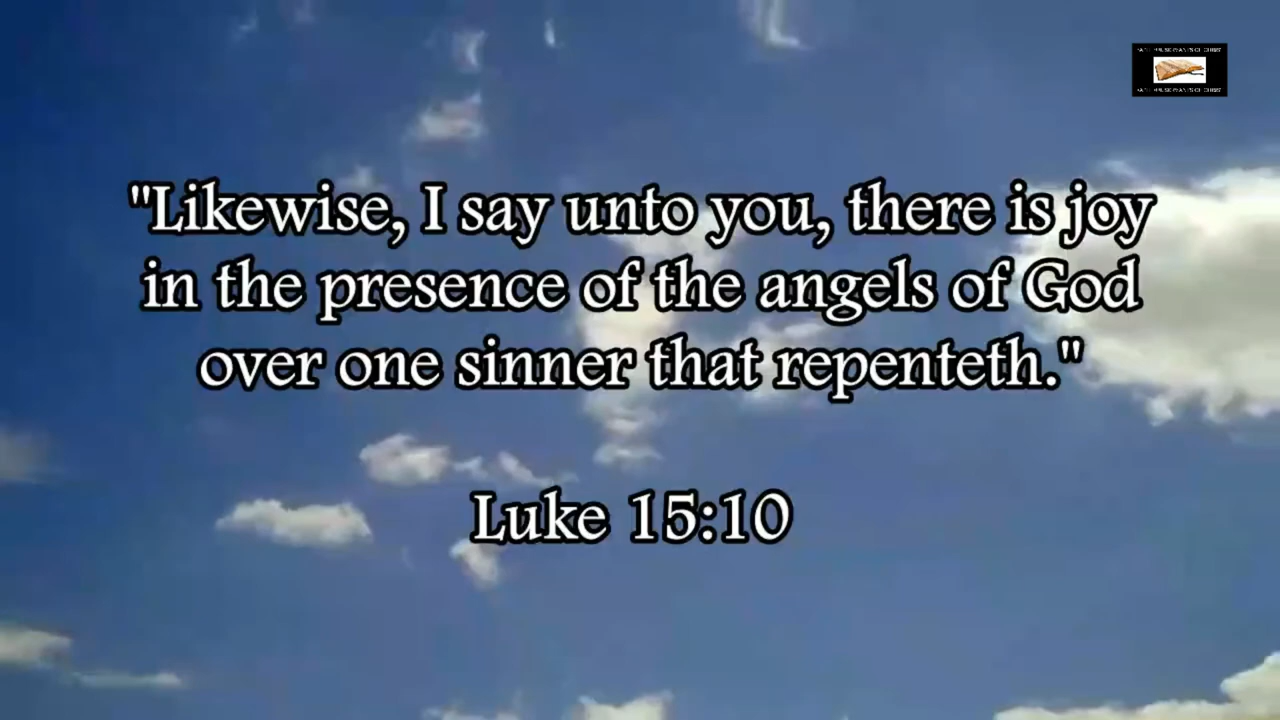 "Likewise, I say unto you, there is joy
in the presence of the angels of God
over one sinner that repenteth."
Luke 15:10